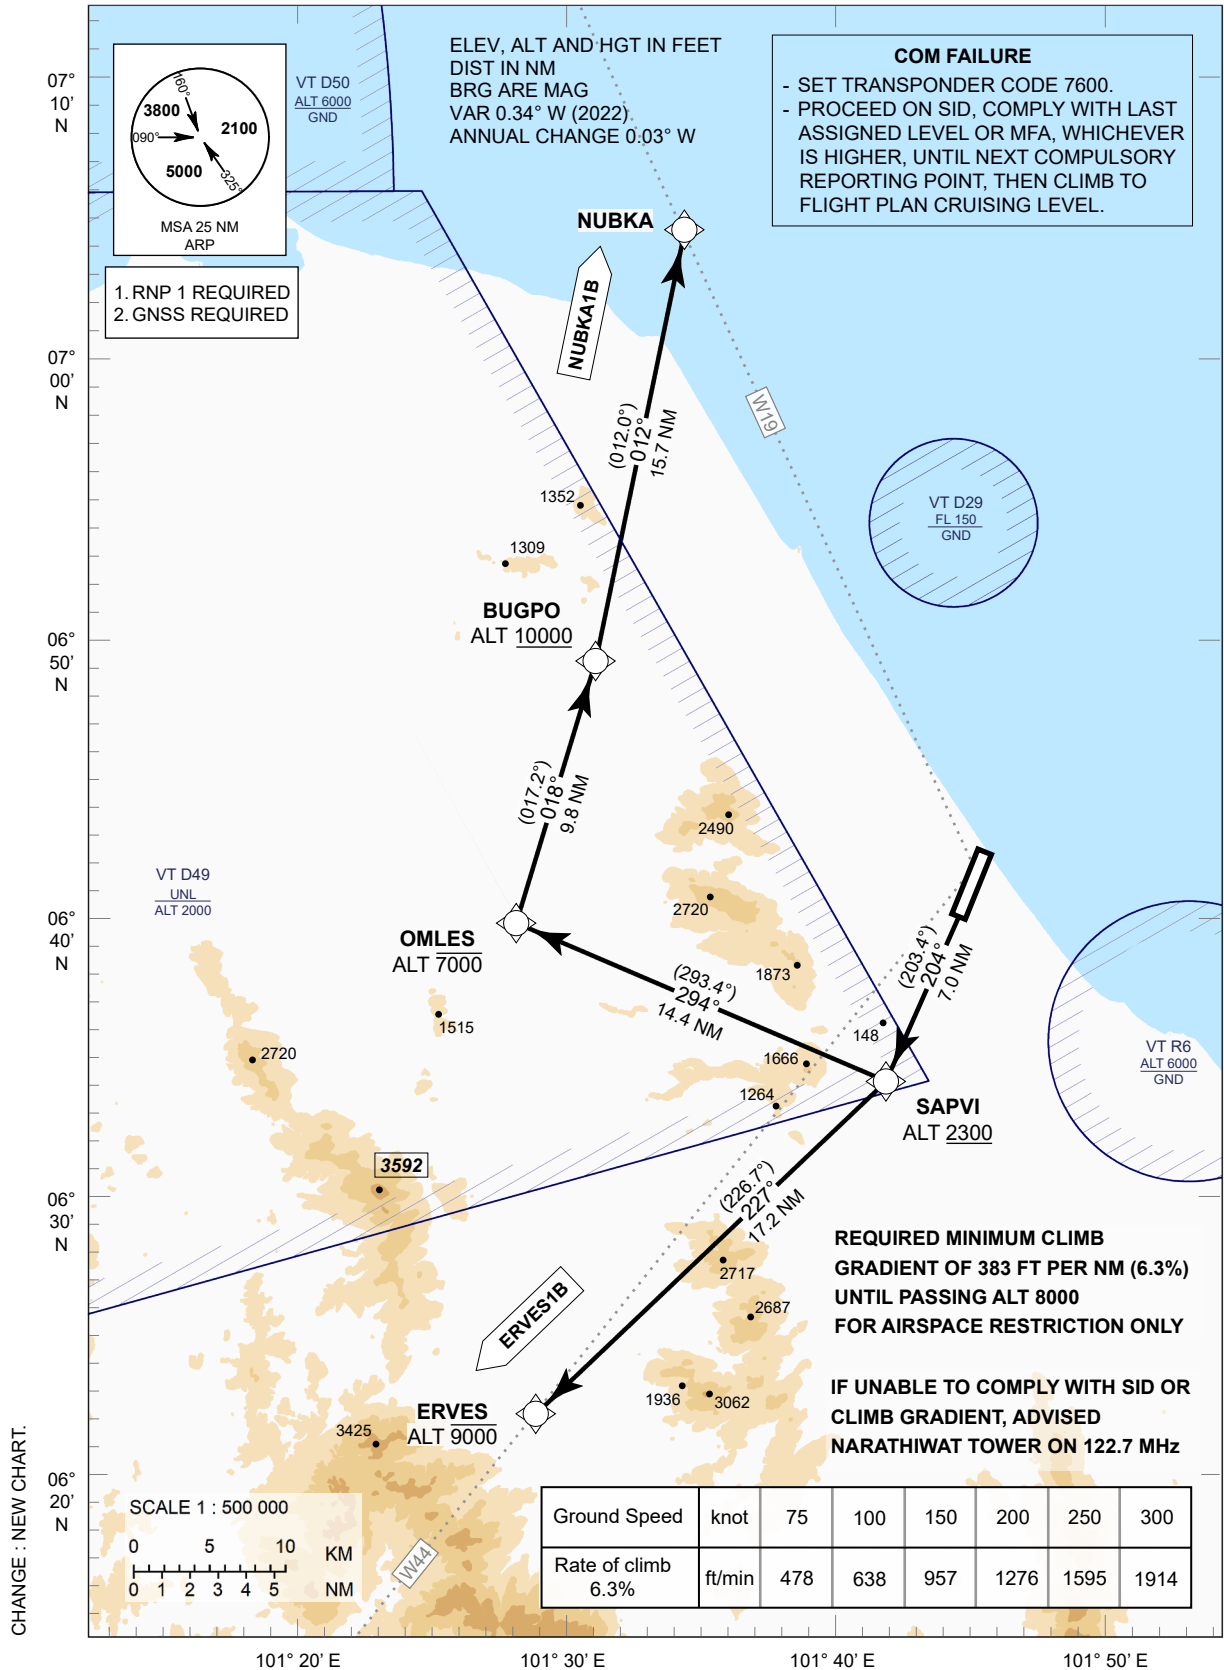 ELEV, ALT AND HGT IN FEET
DIST IN NM
BRG ARE MAG
VAR 0.34° W (2022)
ANNUAL CHANGE 0.03° W
COM FAILURE
- SET TRANSPONDER CODE 7600.
- PROCEED ON SID, COMPLY WITH LAST
ASSIGNED LEVEL OR MFA, WHICHEVER
IS HIGHER, UNTIL NEXT COMPULSORY
REPORTING POINT, THEN CLIMB TO
FLIGHT PLAN CRUISING LEVEL.
160°
3800
2100
090°
5000
325°
MSA 25 NM
ARP
VT D50
ALT 6000
GND
1. RNP 1 REQUIRED
2. GNSS REQUIRED
07°
10'
N
07°
00'
N
06°
50'
N
06°
40'
N
06°
30'
N
06°
20'
N
NUBKA
NUBKA1B
W19
(012.0°)
012°
15.7 NM
VT D29
FL 150
GND
1352
1309
BUGPO
ALT 10000
(017.2°)
018°
9.8 NM
2490
2720
1873
VT D49
UNL
ALT 2000
OMLES
ALT 7000
(293.4°)
294°
14.4 NM
(203.4°)
204°
7.0 NM
148
1515
2720
1666
1264
VT R6
ALT 6000
GND
SAPVI
ALT 2300
3592
(226.7°)
227°
17.2 NM
2717
2687
1936
3062
ERVES1B
ERVES
ALT 9000
3425
W44
REQUIRED MINIMUM CLIMB
GRADIENT OF 383 FT PER NM (6.3%)
UNTIL PASSING ALT 8000
FOR AIRSPACE RESTRICTION ONLY
IF UNABLE TO COMPLY WITH SID OR
CLIMB GRADIENT, ADVISED
NARATHIWAT TOWER ON 122.7 MHz
SCALE 1 : 500 000
0 5 10 KM
0 1 2 3 4 5 NM
Ground Speed knot 75 100 150 200 250 300
Rate of climb
6.3% ft/min 478 638 957 1276 1595 1914
101° 20' E 101° 30' E 101° 40' E 101° 50' E
CHANGE : NEW CHART.